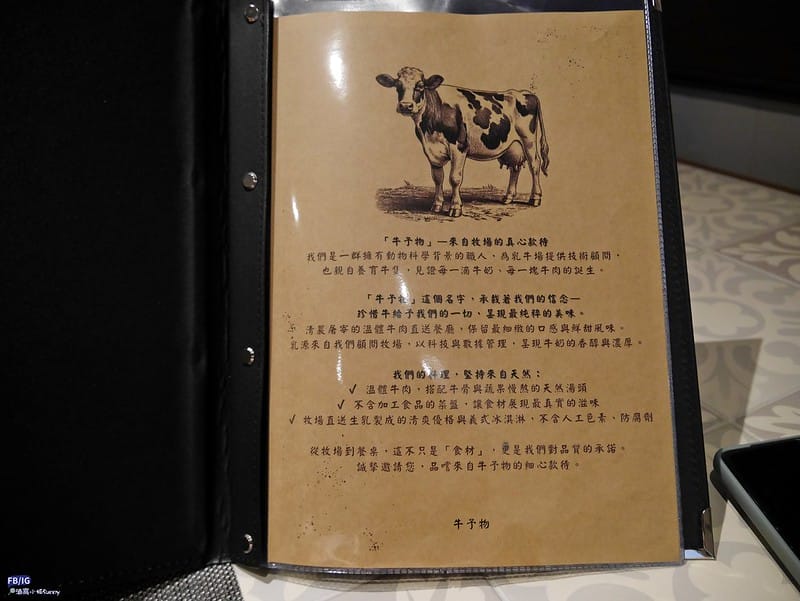 「牛予物」—來自牧場的真心款待
我們是一群擁有動物科學背景的職人，為乳牛場提供技術顧問，
也親自養育牛隻，見證每一滴牛奶、每一塊牛肉的誕生。
「牛予物」這個名字，承載著我們的信念—
珍惜牛給予我們的一切、呈現最純粹的美味。
清晨屠宰的溫體牛肉直送餐廳，保留最細緻的口感與鮮甜風味。
乳源來自我們顧問牧場，以科技與數據管理，呈現牛奶的香醇與濃厚。
我們的料理，堅持來自天然：
✓ 溫體牛肉，搭配牛骨與蔬果慢熬的天然湯頭
✓ 不含加工食品的菜盤，讓食材展現最真實的滋味
✓ 牧場直送生乳製成的清爽優格與義式冰淇淋、不含人工色素、防腐劑
從牧場到餐桌，這不只是「食材」，更是我們對品質的承諾。
誠摯邀請您，品嚐來自牛予物的細心款待。
牛予物
FB/IG